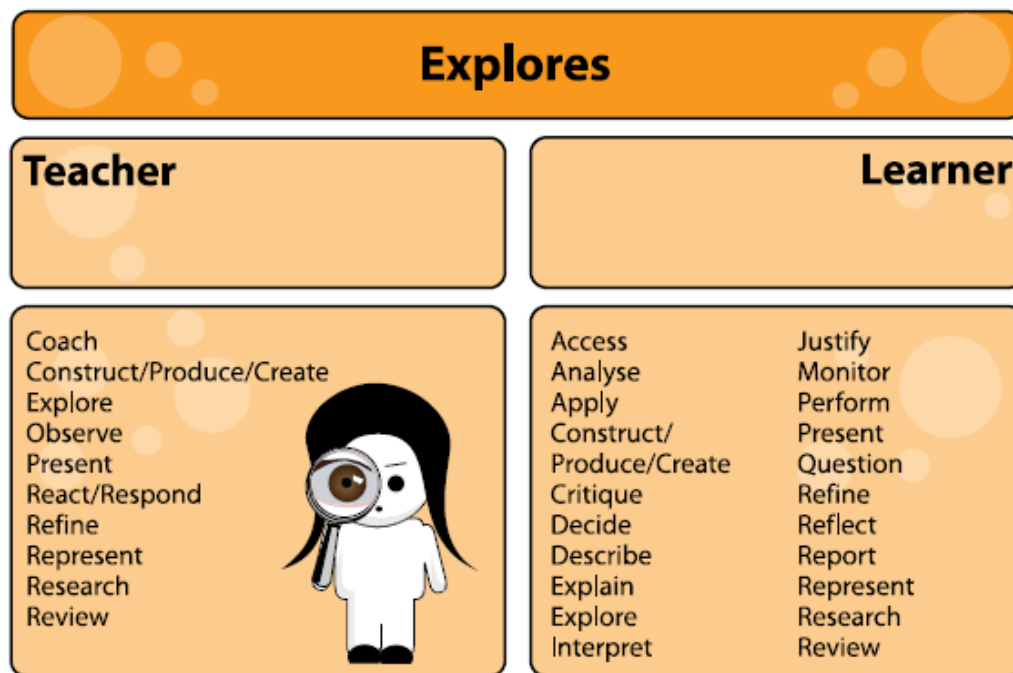 Explores
Teacher
Learner
Coach
Construct/Produce/Create
Explore
Observe
Present
React/Respond
Refine
Represent
Research
Review
Access
Analyse
Apply
Construct/
Produce/Create
Critique
Decide
Describe
Explain
Explore
Interpret
Justify
Monitor
Perform
Present
Question
Refine
Reflect
Report
Represent
Research
Review